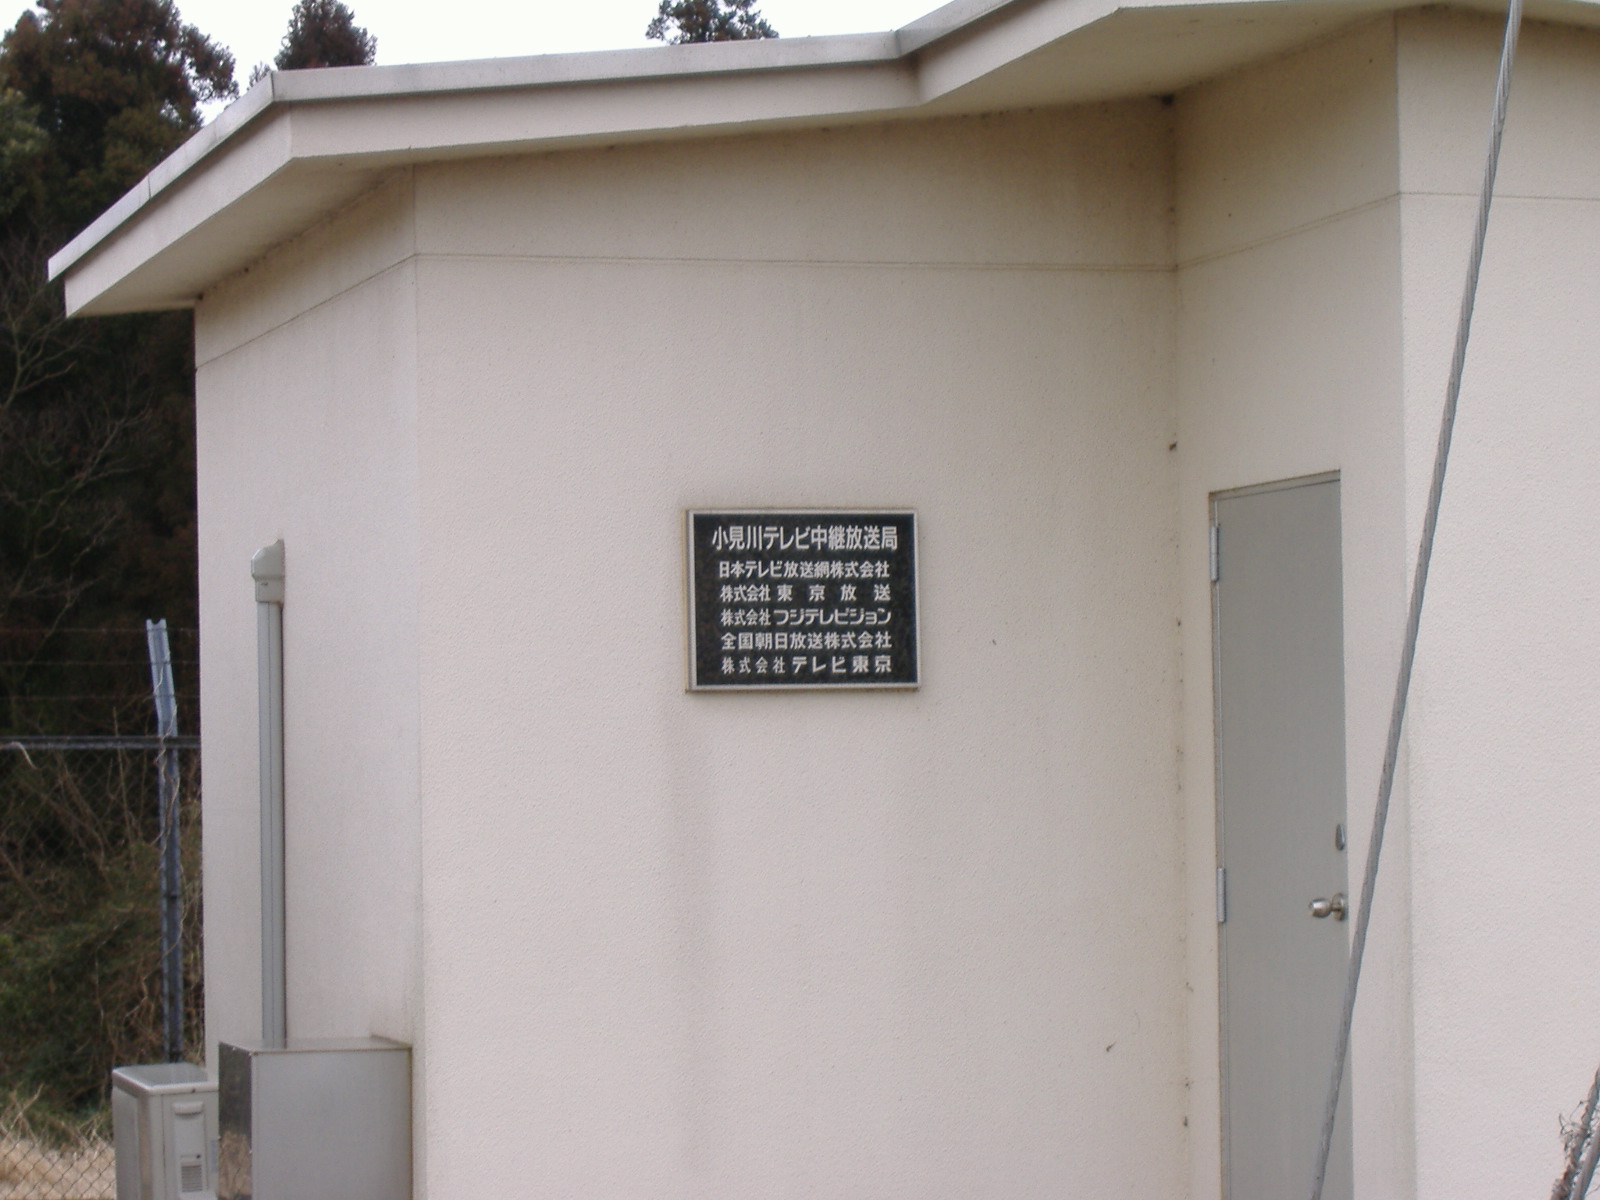 小見川テレビ中継放送局
日本テレビ放送網株式会社
株式会社 東京放送
株式会社 フジテレビジョン
全国朝日放送株式会社
株式会社 テレビ東京